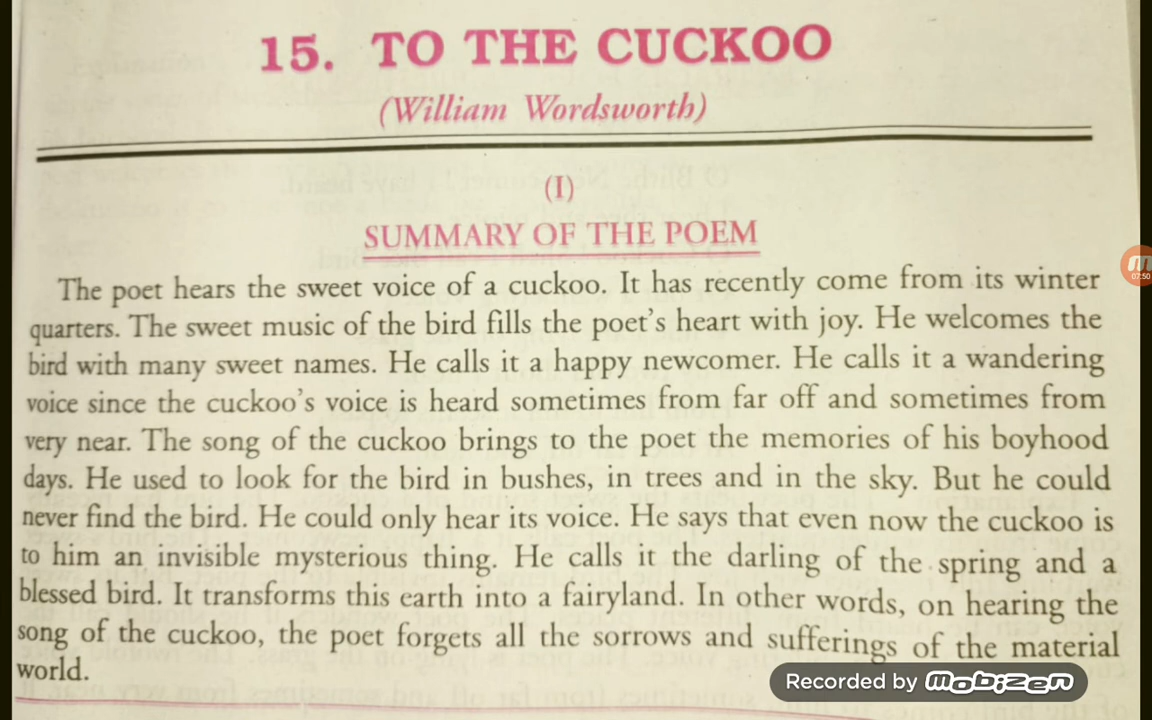 15. TO THE CUCKOO
(William Wordsworth)
(I)
SUMMARY OF THE POEM
The poet hears the sweet voice of a cuckoo. It has recently come from its winter
quarters. The sweet music of the bird fills the poet's heart with joy. He welcomes the
bird with many sweet names. He calls it a happy newcomer. He calls it a wandering
voice since the cuckoo's voice is heard sometimes from far off and sometimes from
very near. The song of the cuckoo brings to the poet the memories of his boyhood
days. He used to look for the bird in bushes, in trees and in the sky. But he could
never find the bird. He could only hear its voice. He says that even now the cuckoo is
to him an invisible mysterious thing. He calls it the darling of the spring and a
blessed bird. It transforms this earth into a fairyland. In other words, on hearing the
song of the cuckoo, the poet forgets all the sorrows and sufferings of the material
world.
07:50
Recorded by mobizen